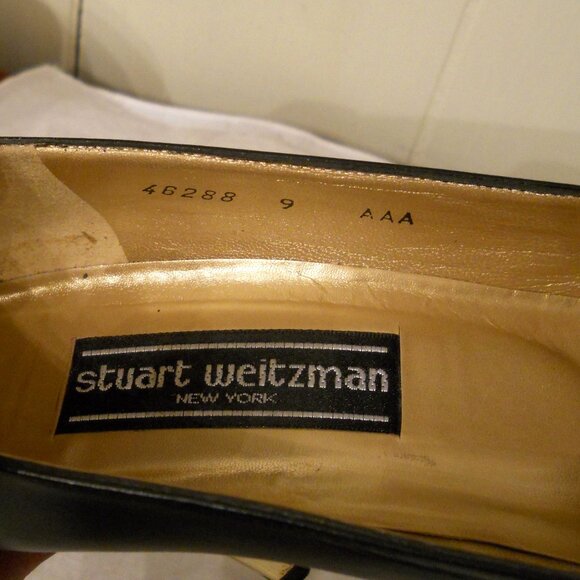 46288 9 AAA
stuart weitzman
NEW YORK